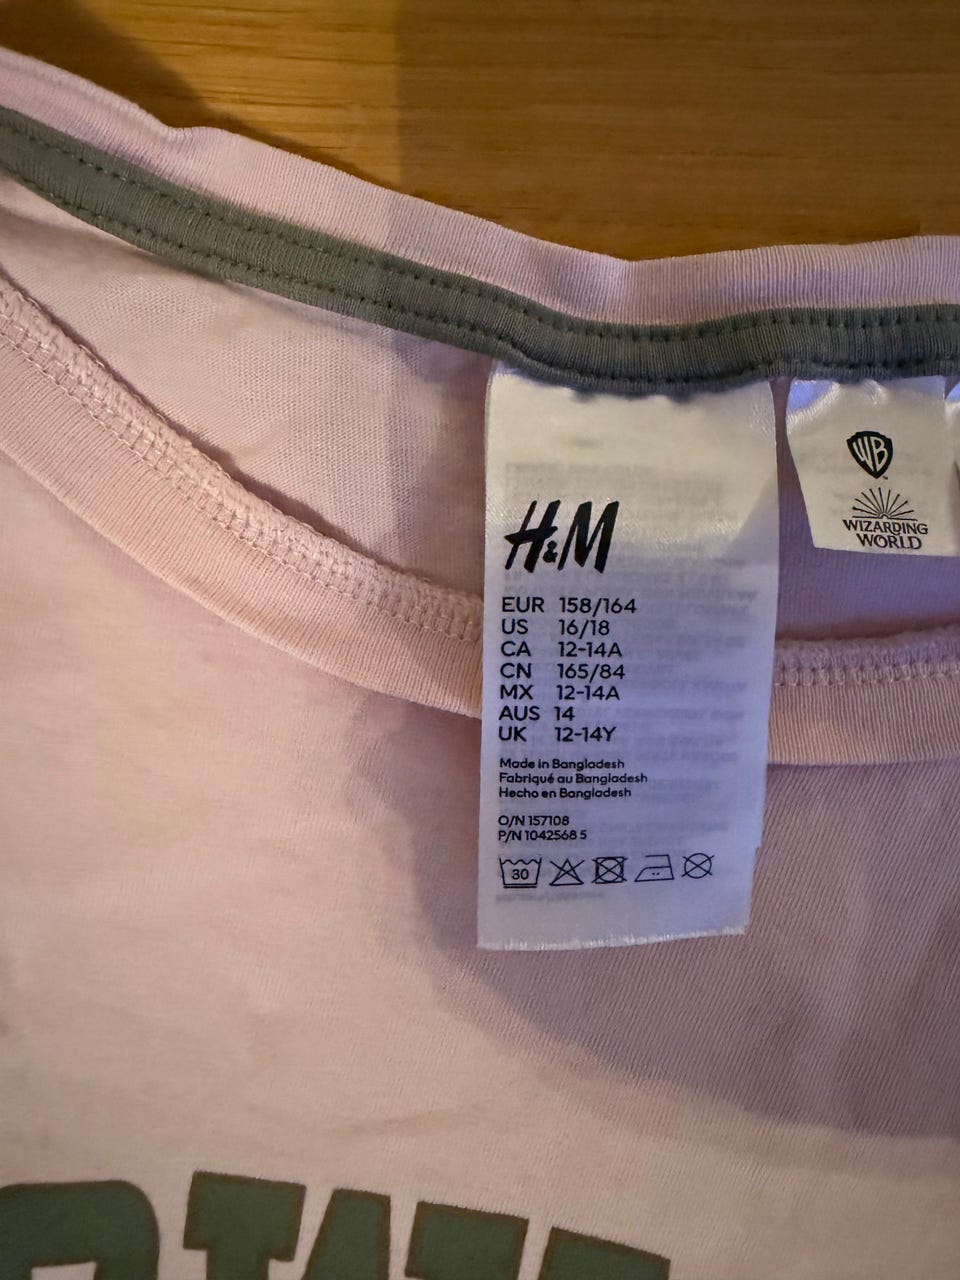 H&M
EUR 158/164
US 16/18
CA 12-14A
CN 165/84
MX 12-14A
AUS 14
UK 12-14Y
Made in Bangladesh
Fabriqué au Bangladesh
Hecho en Bangladesh
O/N 157108
P/N 1042568 5
30
WB
WIZARDING
WORLD